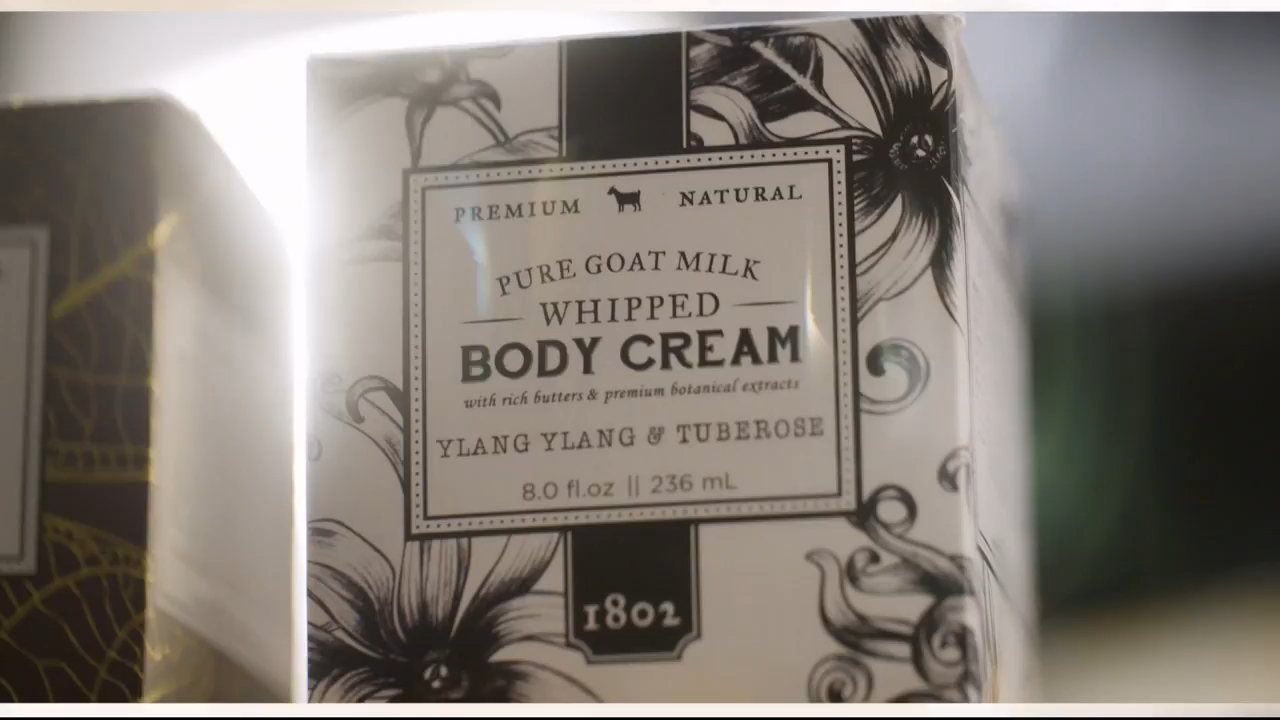 PREMIUM NATURAL
PURE GOAT MILK
WHIPPED
BODY CREAM
with rich butters & premium botanical extracts
YLANG YLANG & TUBEROSE
8.0 fl.oz || 236 mL
1802